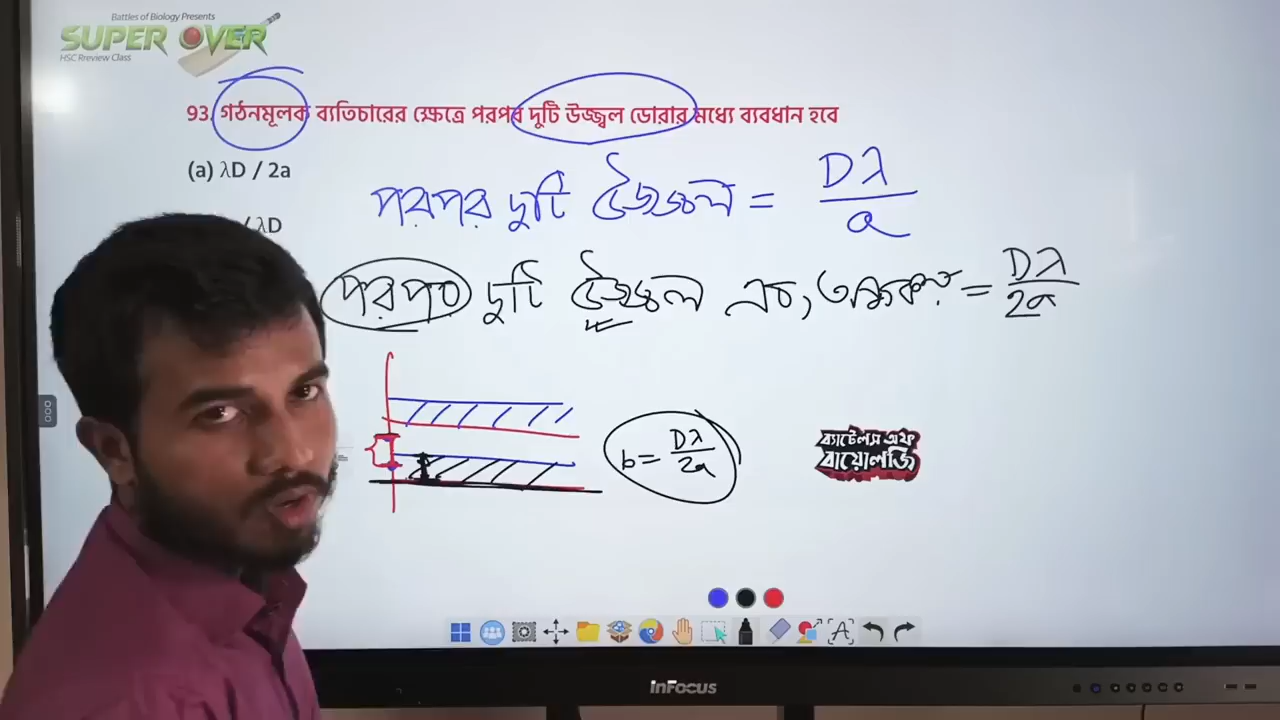 Battles of Biology Presents
SUPER OVER
HSC Rreview Class
93. গঠনমূলক ব্যতিচারের ক্ষেত্রে পরপর দুটি উজ্জ্বল ডোরার মধ্যে ব্যবধান হবে
(a) λD / 2a
পরপর দুটি উজ্জ্বল = Dλ / a
λD
পরপর দুটি উজ্জ্বল এবং, অন্ধকার = Dλ / 2a
b = Dλ / 2a
ব্যাটেলস অফ
বায়োলজি
InFocus